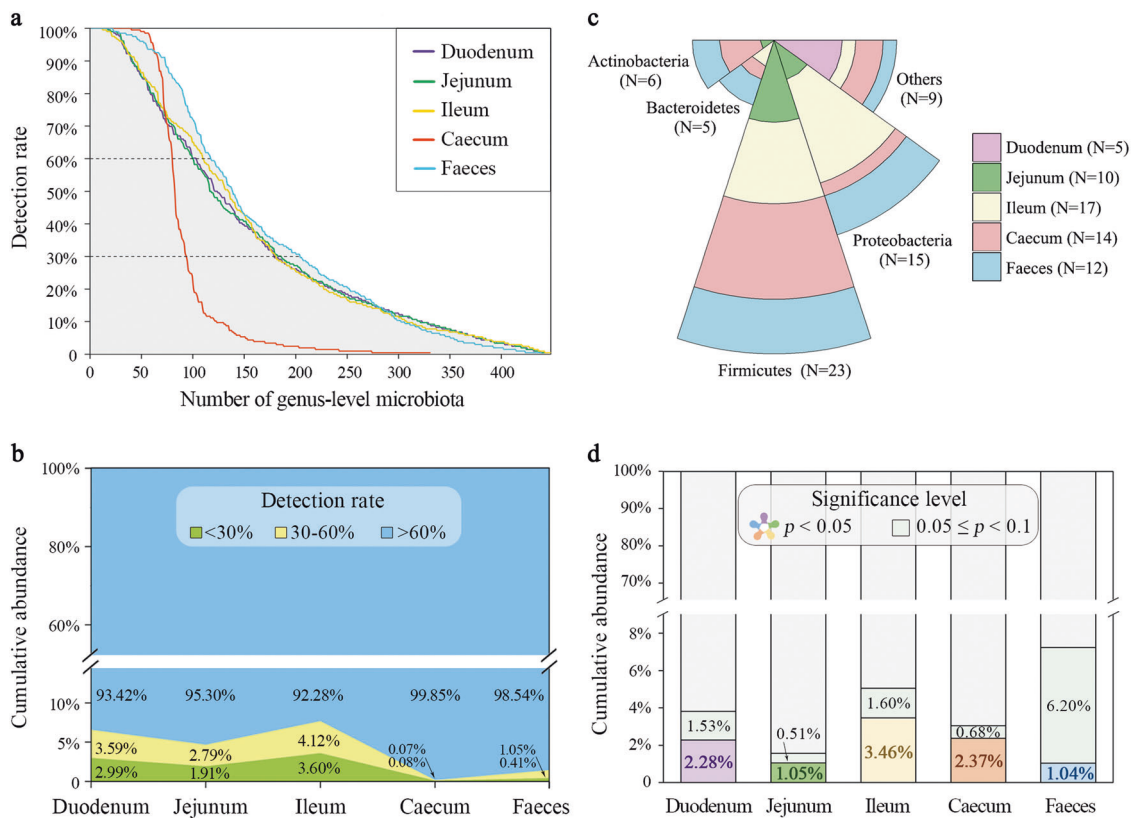 a
100%
90%
80%
70%
60%
50%
40%
30%
20%
10%
0
Detection rate
0 50 100 150 200 250 300 350 400
Number of genus-level microbiota
Duodenum
Jejunum
Ileum
Caecum
Faeces
c
Actinobacteria
(N=6)
Bacteroidetes
(N=5)
Others
(N=9)
Proteobacteria
(N=15)
Firmicutes (N=23)
Duodenum (N=5)
Jejunum (N=10)
Ileum (N=17)
Caecum (N=14)
Faeces (N=12)
b
100%
80%
60%
10%
5%
0
Cumulative abundance
Detection rate
<30% 30-60% >60%
93.42% 95.30% 92.28% 99.85% 98.54%
3.59% 2.79% 4.12% 0.07% 1.05%
2.99% 1.91% 3.60% 0.08% 0.41%
Duodenum Jejunum Ileum Caecum Faeces
d
100%
90%
80%
70%
8%
6%
4%
2%
0
Cumulative abundance
Significance level
p < 0.05 0.05 ≤ p < 0.1
1.53% 0.51% 1.60% 0.68% 6.20%
2.28% 1.05% 3.46% 2.37% 1.04%
Duodenum Jejunum Ileum Caecum Faeces